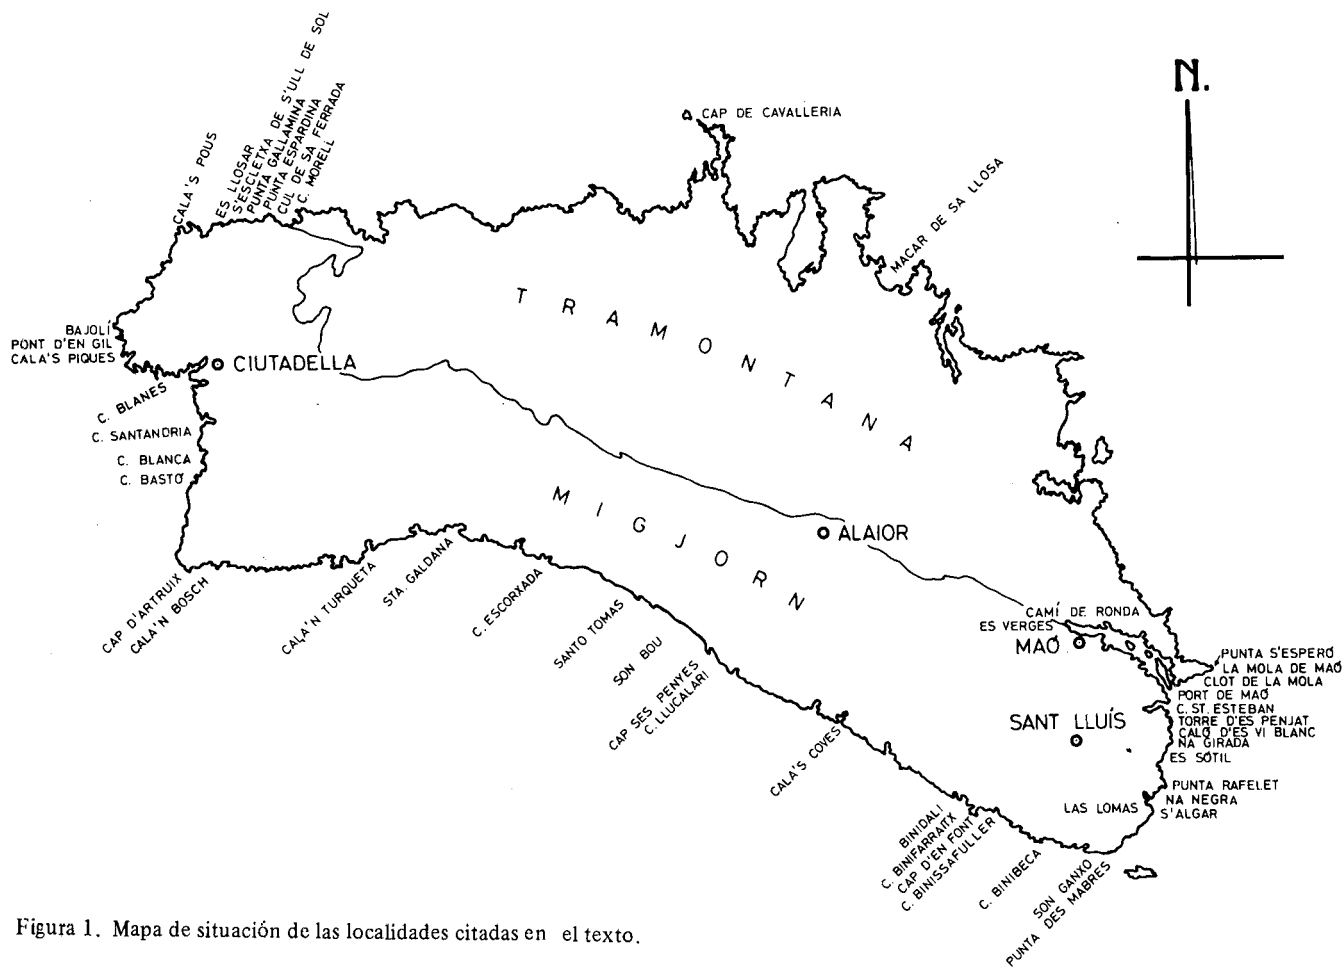 N.
CALA'S POUS
ES LLOSAR
S'ESCLETXA DE S'ULL DE SOL
PUNTA GALLAMINA
PUNTA ESPARDINA
CUL DE SA FERRADA
C. MORELL
CAP DE CAVALLERIA
MACAR DE SA LLOSA
TRAMONTANA
BAJOLÍ
PONT D'EN GIL
CALA'S PIQUES
CIUTADELLA
C. BLANES
C. SANTANDRIA
C. BLANCA
C. BASTÓ
MIGJORN
ALAIOR
CAP D'ARTRUIX
CALA'N BOSCH
CALA'N TURQUETA
STA. GALDANA
C. ESCORXADA
SANTO TOMAS
SON BOU
CAP SES PENYES
C. LLUCALARI
CALA'S COVES
BINIDALI
C. BINIFARRAITX
CAP D'EN FONT
C. BINISSAFULLER
C. BINIBECA
SON GANXO
PUNTA DES MABRES
CAMÍ DE RONDA
ES VERGES
MAÓ
PUNTA S'ESPERÓ
LA MOLA DE MAÓ
CLOT DE LA MOLA
PORT DE MAÓ
C. ST. ESTEBAN
TORRE D'ES PENJAT
CALÓ D'ES VI BLANC
NA GIRADA
ES SÓTIL
SANT LLUÍS
PUNTA RAFELET
NA NEGRA
LAS LOMAS
S'ALGAR
Figura 1. Mapa de situación de las localidades citadas en el texto.